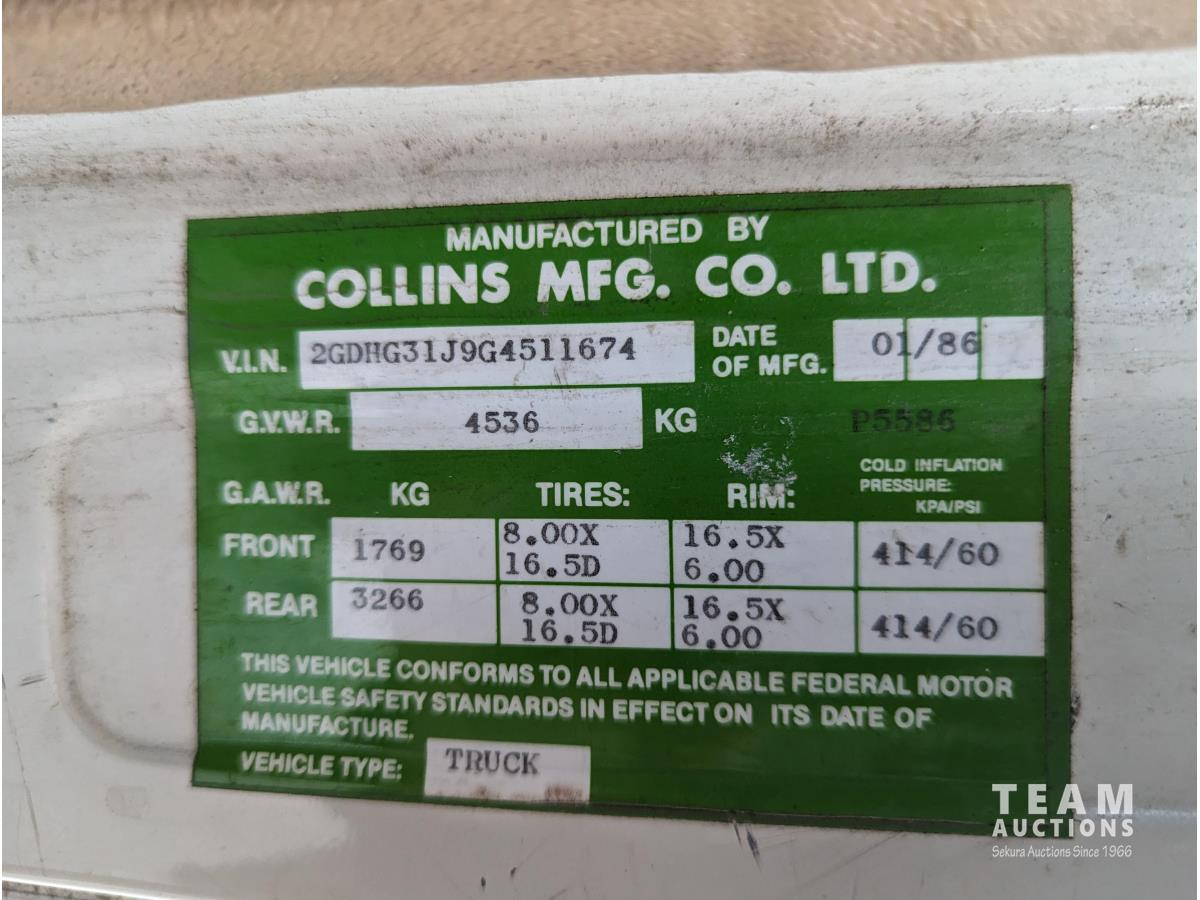 MANUFACTURED BY
COLLINS MFG. CO. LTD.
V.I.N. 2GDHG31J9G4511674 DATE OF MFG. 01/86
G.V.W.R. 4536 KG P5586
G.A.W.R. KG TIRES: RIM: COLD INFLATION PRESSURE: KPA/PSI
FRONT 1769 8.00X 16.5D 16.5X 6.00 414/60
REAR 3266 8.00X 16.5D 16.5X 6.00 414/60
THIS VEHICLE CONFORMS TO ALL APPLICABLE FEDERAL MOTOR
VEHICLE SAFETY STANDARDS IN EFFECT ON ITS DATE OF
MANUFACTURE.
VEHICLE TYPE: TRUCK
TEAM
AUCTIONS
Sekura Auctions Since 1966